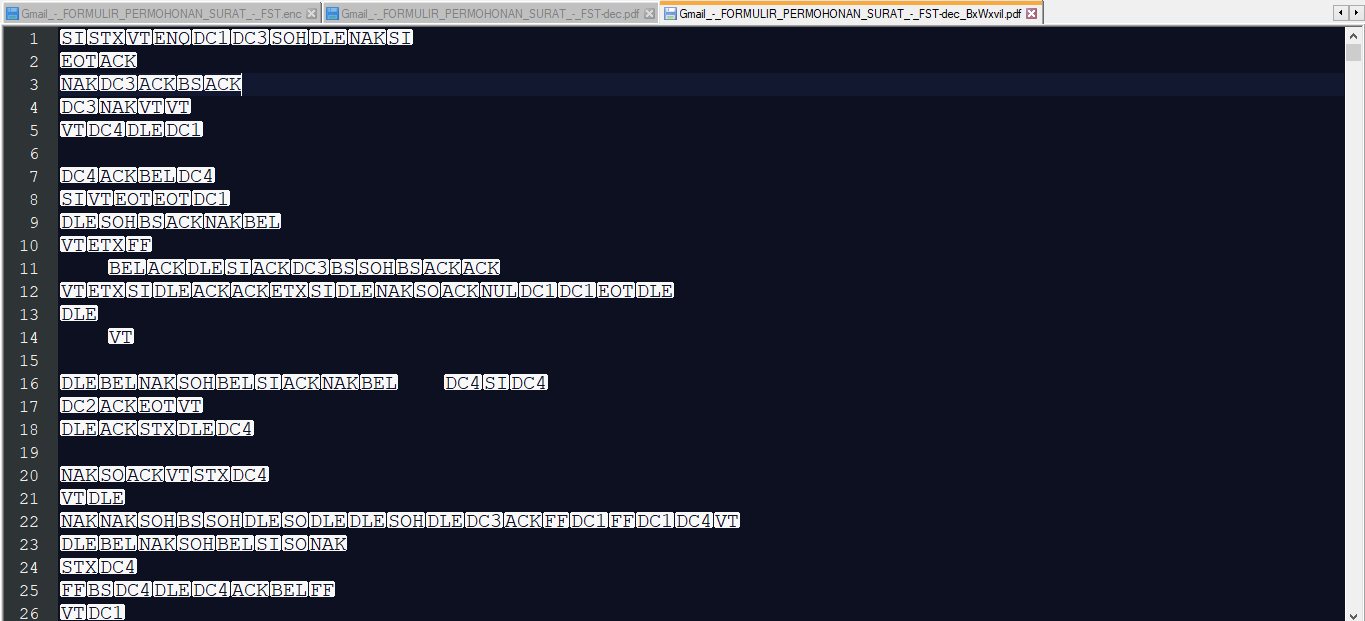 Gmail_-_FORMULIR_PERMOHONAN_SURAT_-_FST.enc Gmail_-_FORMULIR_PERMOHONAN_SURAT_-_FST-dec.pdf Gmail_-_FORMULIR_PERMOHONAN_SURAT_-_FST-dec_BxWxvil.pdf
1 SI STX VT ENQ DC1 DC3 SOH DLE NAK SI
2 EOT ACK
3 NAK DC3 ACK BS ACK
4 DC3 NAK VT VT
5 VT DC4 DLE DC1
6
7 DC4 ACK BEL DC4
8 SI VT EOT EOT DC1
9 DLE SOH BS ACK NAK BEL
10 VT ETX FF
11 BEL ACK DLE SI ACK DC3 BS SOH BS ACK ACK
12 VT ETX SI DLE ACK ACK ETX SI DLE NAK SO ACK NUL DC1 DC1 EOT DLE
13 DLE
14 VT
15
16 DLE BEL NAK SOH BEL SI ACK NAK BEL DC4 SI DC4
17 DC2 ACK EOT VT
18 DLE ACK STX DLE DC4
19
20 NAK SO ACK VT STX DC4
21 VT DLE
22 NAK NAK SOH BS SOH DLE SO DLE DLE SOH DLE DC3 ACK FF DC1 FF DC1 DC4 VT
23 DLE BEL NAK SOH BEL SI SO NAK
24 STX DC4
25 FF BS DC4 DLE DC4 ACK BEL FF
26 VT DC1